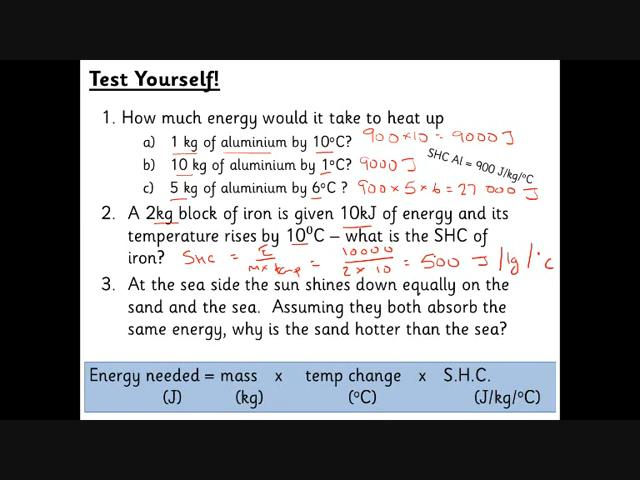 Test Yourself!
1. How much energy would it take to heat up
a) 1 kg of aluminium by 10°C? 900 × 10 = 9000 J
b) 10 kg of aluminium by 1°C? 9000 J
SHC Al = 900 J/kg/°C
c) 5 kg of aluminium by 6°C ? 900 × 5 × 6 = 27 000 J
2. A 2kg block of iron is given 10kJ of energy and its
temperature rises by 10⁰C – what is the SHC of
iron? SHC = E / m × temp = 10000 / 2 × 10 = 500 J/kg/°C
3. At the sea side the sun shines down equally on the
sand and the sea. Assuming they both absorb the
same energy, why is the sand hotter than the sea?
Energy needed = mass x temp change x S.H.C.
(J) (kg) (°C) (J/kg/°C)